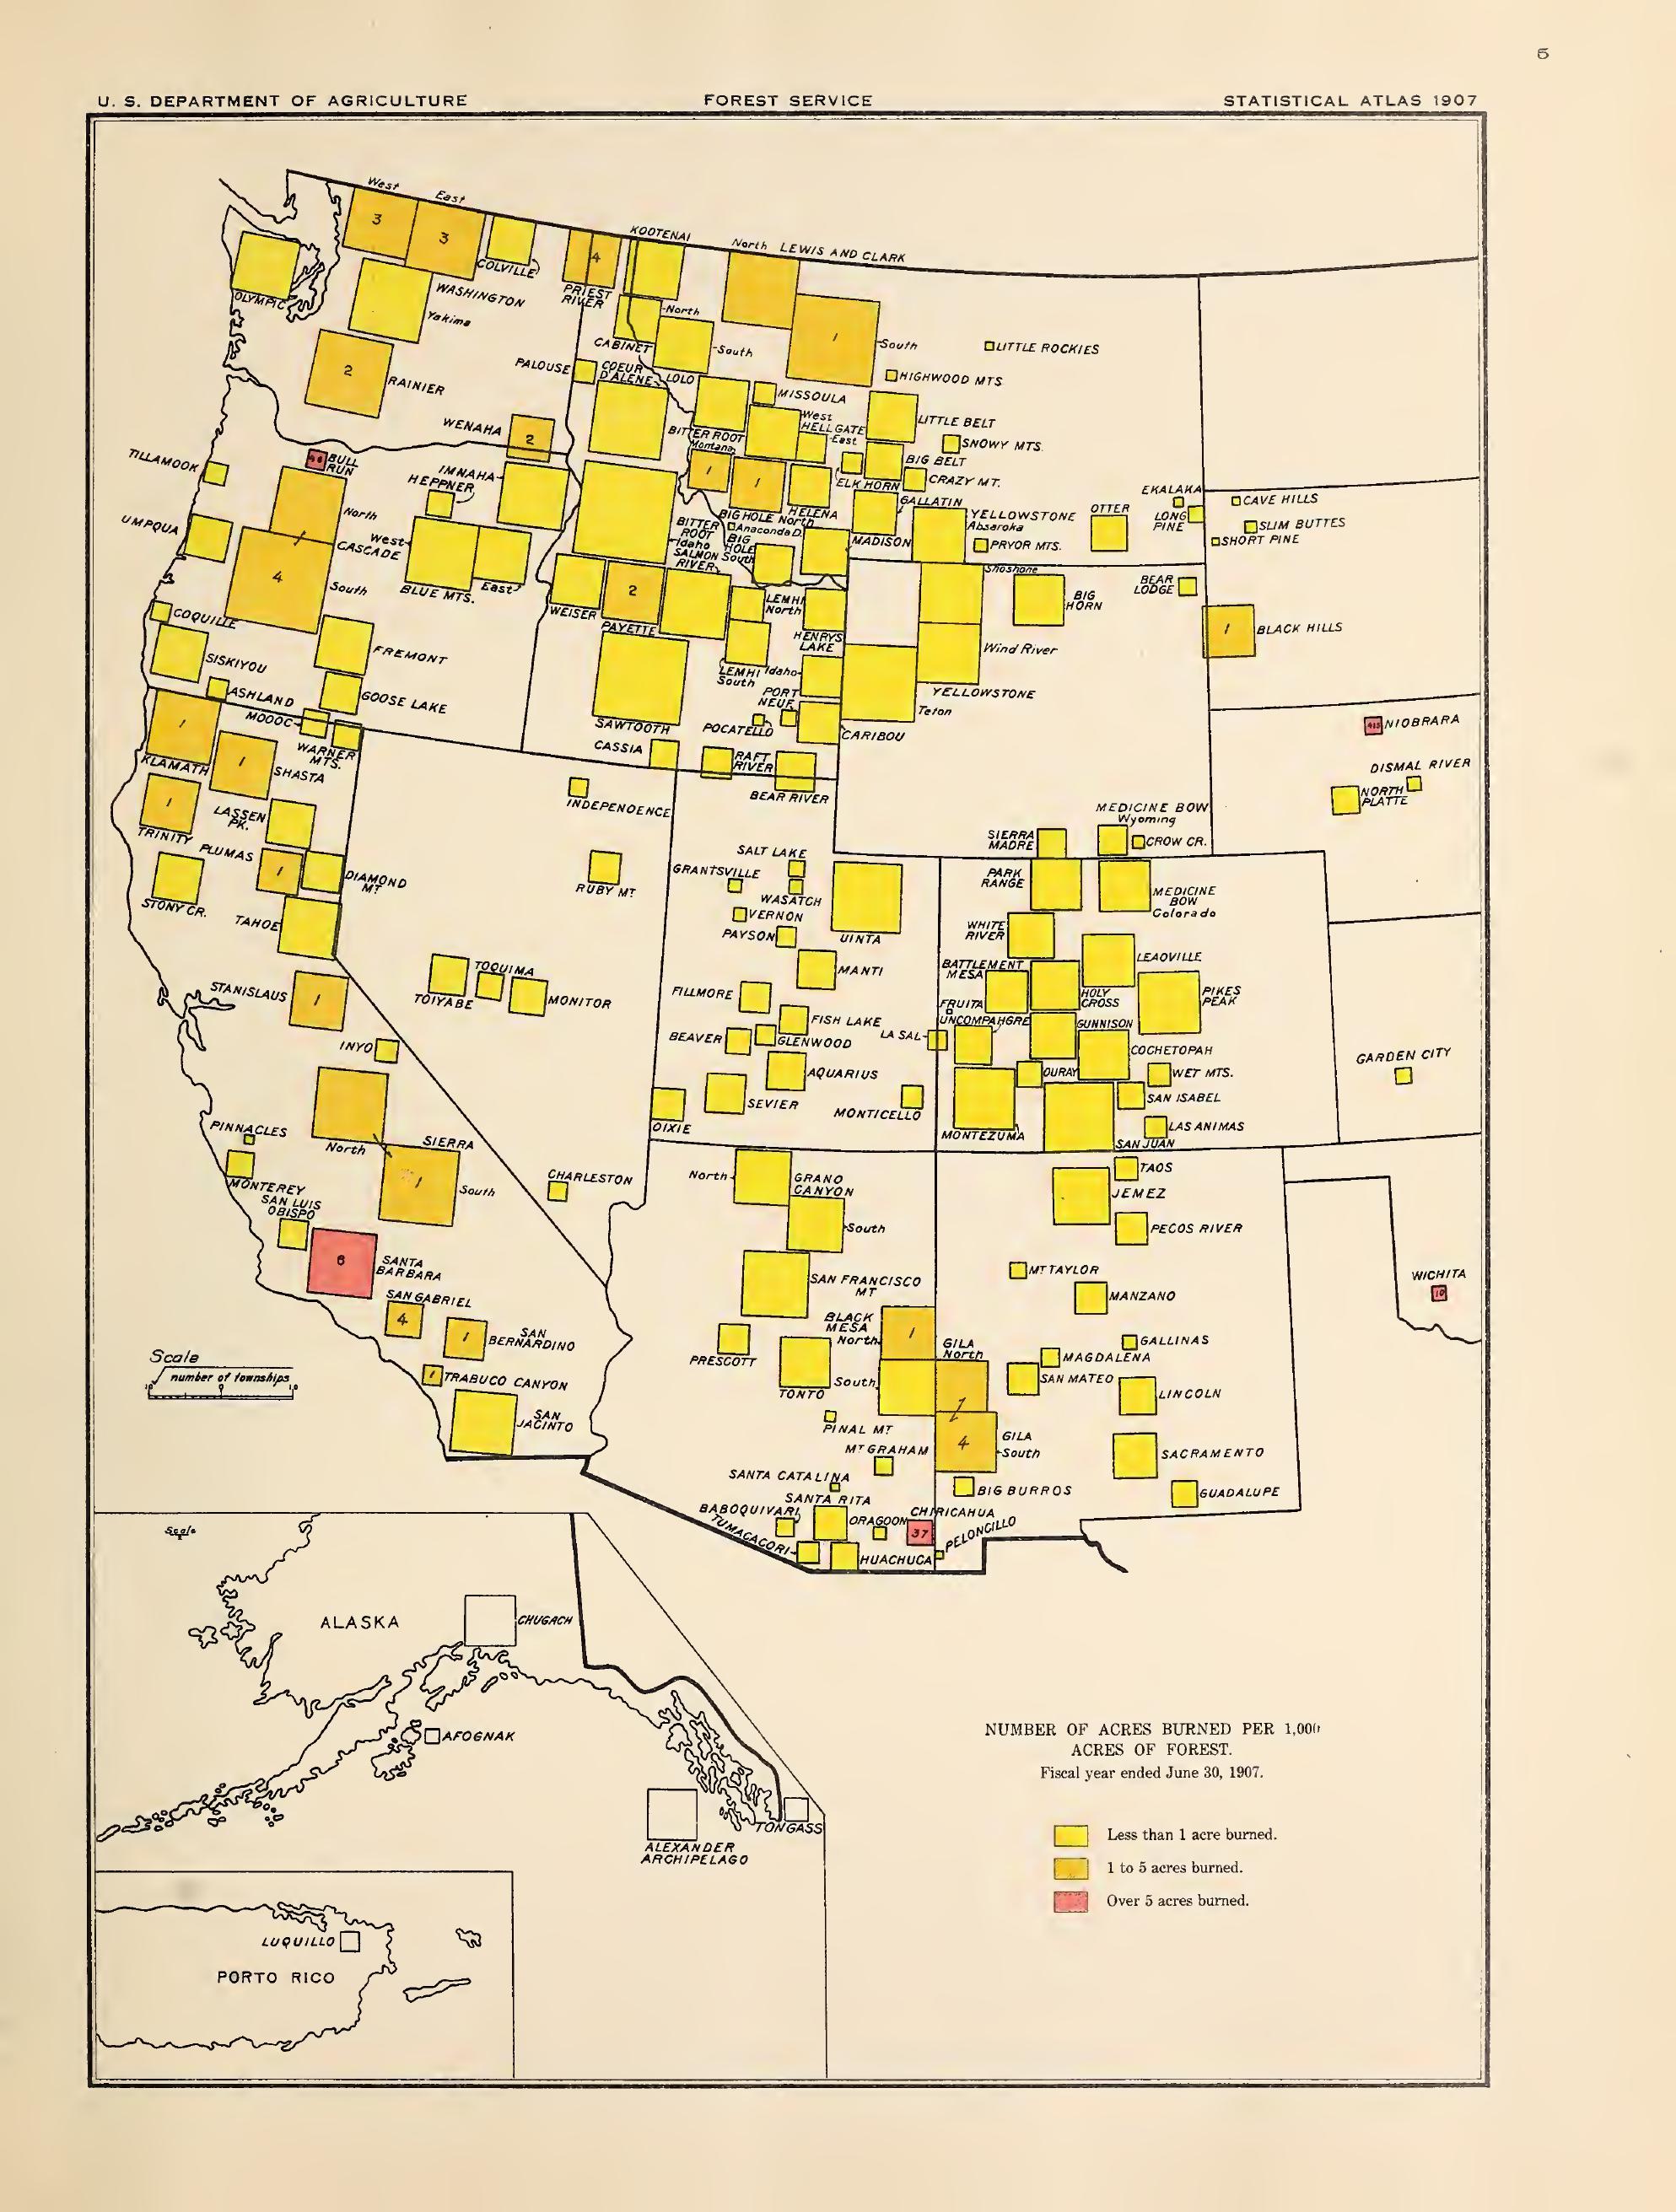 5
U. S. DEPARTMENT OF AGRICULTURE
FOREST SERVICE
STATISTICAL ATLAS 1907
West
East
3
3
COLVILLE
OLYMPIC
WASHINGTON
Yakima
2
RAINIER
4
PRIEST
RIVER
KOOTENAI
North
LEWIS AND CLARK
North
CABINET
South
1
South
LITTLE ROCKIES
HIGHWOOD MTS.
PALOUSE
COEUR
D'ALENE
LOLO
MISSOULA
West
HELLGATE
East
LITTLE BELT
SNOWY MTS.
BIG BELT
WENAHA
2
BITTER ROOT
Montana
1
1
ELK HORN
CRAZY MT.
TILLAMOOK
BULL
RUN
IMNAHA
HEPPNER
BIG HOLE North
HELENA
GALLATIN
YELLOWSTONE
Absaroka
OTTER
EKALAKA
LONG
PINE
CAVE HILLS
SLIM BUTTES
SHORT PINE
UMPQUA
North
1
CASCADE
4
South
West
BLUE MTS.
East
BITTER
ROOT
Idaho
SALMON
RIVER
Anaconda D.
BIG
HOLE
South
MADISON
PRYOR MTS.
Shoshone
BIG
HORN
BEAR
LODGE
COQUILLE
WEISER
2
PAYETTE
LEMHI
North
HENRYS
LAKE
1
BLACK HILLS
SISKIYOU
FREMONT
Wind River
LEMHI
South
Idaho
YELLOWSTONE
Teton
ASHLAND
GOOSE LAKE
MODOC
SAWTOOTH
PORT
NEUF
POCATELLO
CARIBOU
NIOBRARA
1
KLAMATH
WARNER
MTS.
CASSIA
RAFT
RIVER
BEAR RIVER
DISMAL RIVER
NORTH
PLATTE
1
SHASTA
INDEPENDENCE
1
TRINITY
LASSEN
PK.
MEDICINE BOW
Wyoming
SIERRA
MADRE
CROW CR.
PLUMAS
1
DIAMOND
MT
RUBY MT.
SALT LAKE
GRANTSVILLE
WASATCH
PARK
RANGE
MEDICINE
BOW
Colorado
STONY CR.
TAHOE
VERNON
PAYSON
UINTA
WHITE
RIVER
LEADVILLE
STANISLAUS
1
TOQUIMA
TOIYABE
MONITOR
MANTI
BATTLEMENT
MESA
HOLY
CROSS
PIKES
PEAK
FILLMORE
FRUITA
UNCOMPAHGRE
GUNNISON
FISH LAKE
BEAVER
GLENWOOD
LA SAL
COCHETOPAH
INYO
AQUARIUS
OURAY
WET MTS.
GARDEN CITY
SEVIER
MONTICELLO
SAN ISABEL
DIXIE
MONTEZUMA
LAS ANIMAS
SAN JUAN
PINNACLES
North
SIERRA
MONTEREY
1
South
CHARLESTON
North
GRAND
CANYON
South
TAOS
JEMEZ
PECOS RIVER
SAN LUIS
OBISPO
6
SANTA
BARBARA
SAN FRANCISCO
MT
MT TAYLOR
MANZANO
WICHITA
10
SAN GABRIEL
4
1
SAN
BERNARDINO
BLACK
MESA
North
1
GILA
North
GALLINAS
MAGDALENA
PRESCOTT
TONTO
South
SAN MATEO
LINCOLN
Scale
number of townships
10
0
10
1
TRABUCO CANYON
SAN
JACINTO
1
PINAL MT
MT GRAHAM
4
GILA
South
SACRAMENTO
SANTA CATALINA
BIG BURROS
GUADALUPE
SANTA RITA
BABOQUIVARI
DRAGOON
CHIRICAHUA
37
TUMACACORI
HUACHUCA
PELONCILLO
Scale
ALASKA
CHUGACH
AFOGNAK
ALEXANDER
ARCHIPELAGO
TONGASS
LUQUILLO
PORTO RICO
NUMBER OF ACRES BURNED PER 1,000
ACRES OF FOREST.
Fiscal year ended June 30, 1907.
Less than 1 acre burned.
1 to 5 acres burned.
Over 5 acres burned.